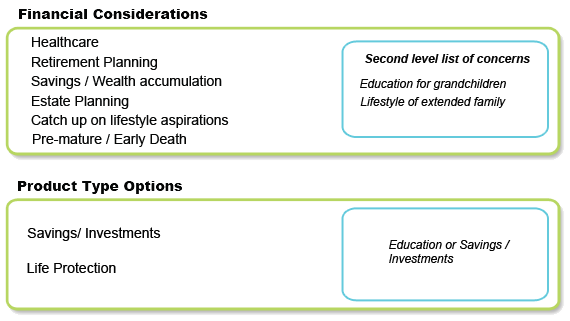 Financial Considerations
Healthcare
Retirement Planning
Savings / Wealth accumulation
Estate Planning
Catch up on lifestyle aspirations
Pre-mature / Early Death
Second level list of concerns
Education for grandchildren
Lifestyle of extended family
Product Type Options
Savings/ Investments
Life Protection
Education or Savings /
Investments